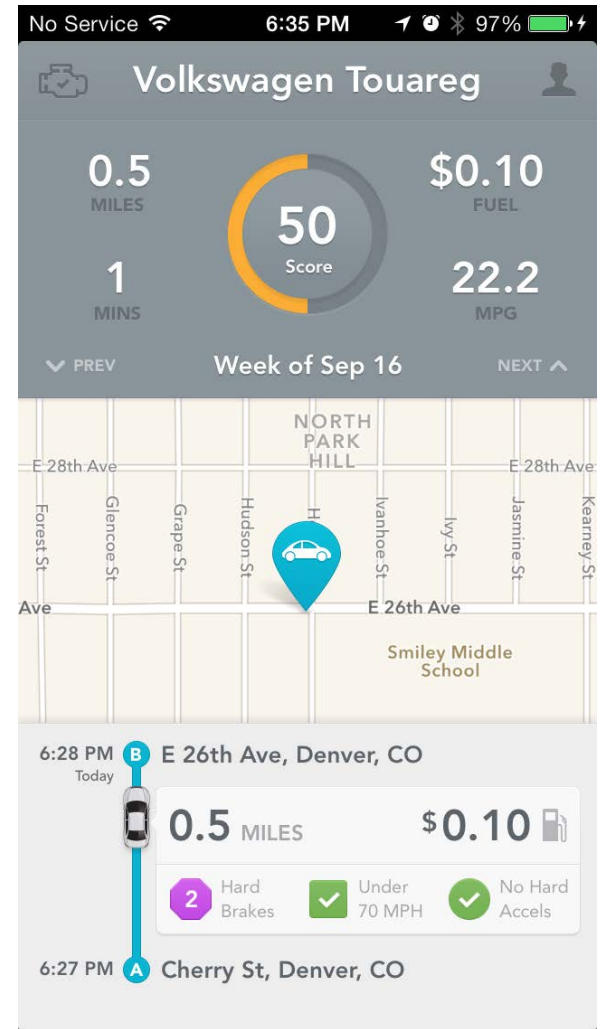 No Service 6:35 PM 97%
Volkswagen Touareg
0.5 $0.10
MILES FUEL
50
Score
1 22.2
MINS MPG
PREV Week of Sep 16 NEXT
NORTH
PARK
HILL
E 28th Ave E 28th Ave
Forest St
Glencoe St
Grape St
Hudson St
H
Ivanhoe St
Ivy St
Jasmine St
Kearney St
Ave E 26th Ave
Smiley Middle
School
6:28 PM B E 26th Ave, Denver, CO
Today
0.5 MILES $0.10
2 Hard Under No Hard
Brakes 70 MPH Accels
6:27 PM A Cherry St, Denver, CO